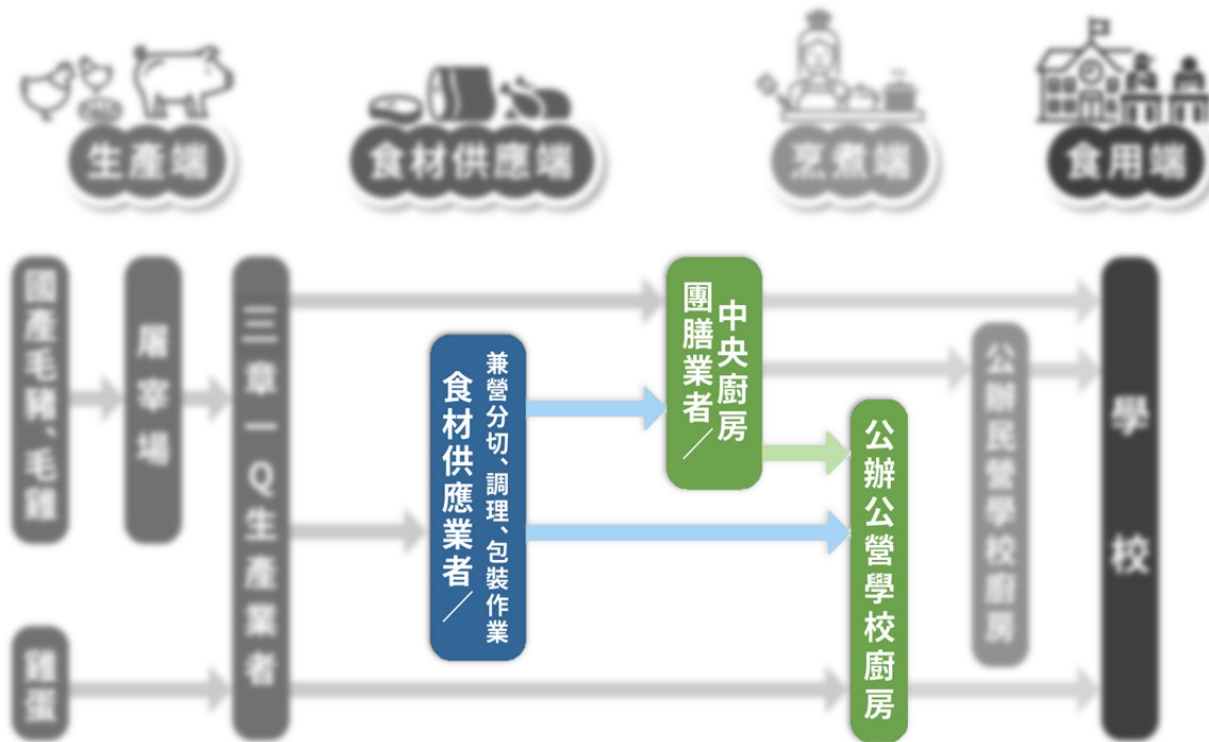 生產端
食材供應端
烹煮端
食用端
國產毛豬、毛雞
屠宰場
三章一Q生產業者
雞蛋
食材供應業者／
兼營分切、調理、包裝作業
團膳業者／
中央廚房
公辦公營學校廚房
公辦民營學校廚房
學校